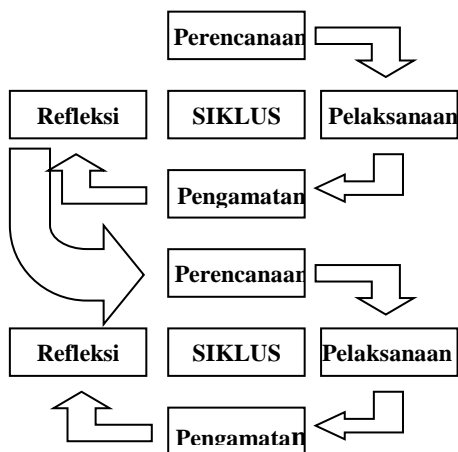 Perencanaan
Refleksi SIKLUS Pelaksanaan
Pengamatan
Perencanaan
Refleksi SIKLUS Pelaksanaan
Pengamatan